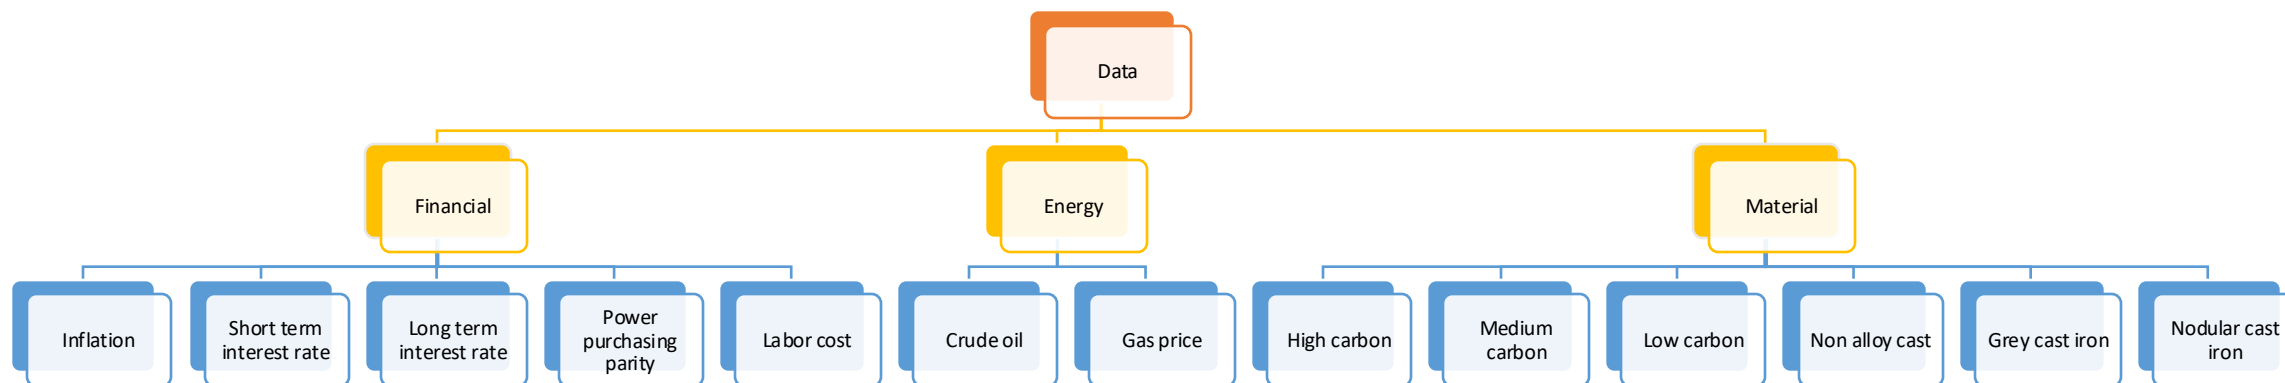 Data
Financial
Energy
Material
Inflation
Short term
interest rate
Long term
interest rate
Power
purchasing
parity
Labor cost
Crude oil
Gas price
High carbon
Medium
carbon
Low carbon
Non alloy cast
Grey cast iron
Nodular cast
iron